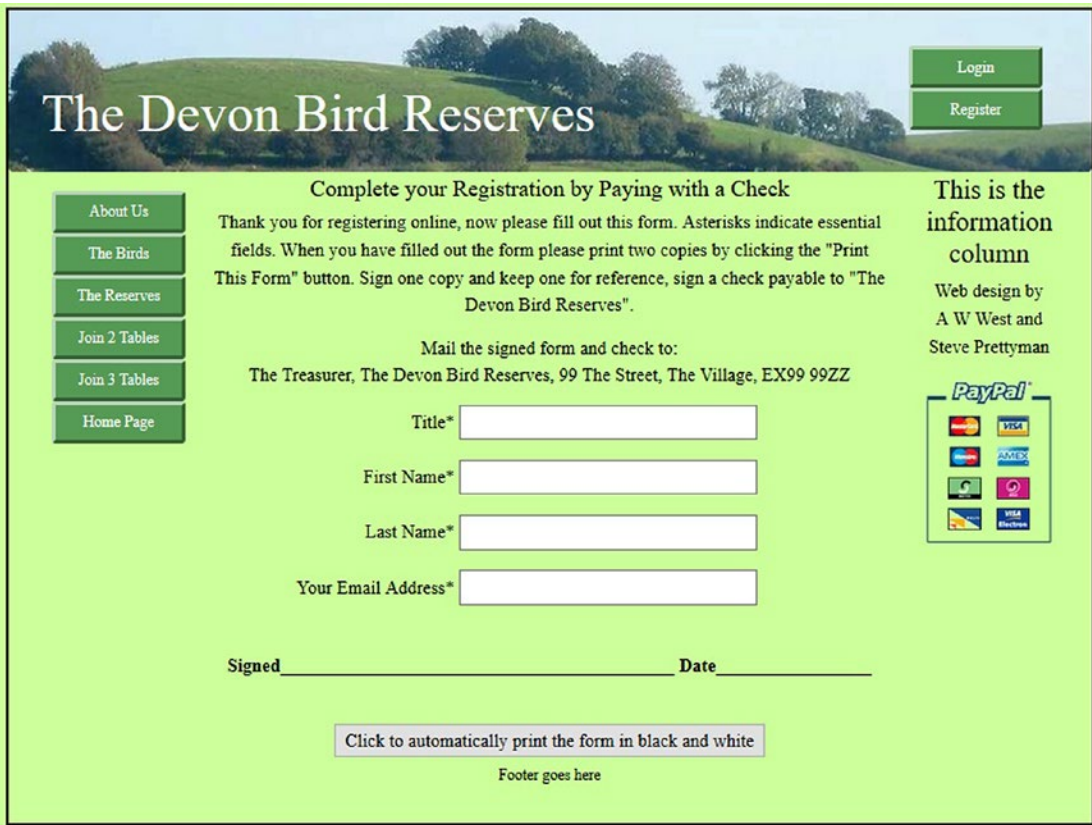 The Devon Bird Reserves
Login
Register
About Us
The Birds
The Reserves
Join 2 Tables
Join 3 Tables
Home Page
Complete your Registration by Paying with a Check
Thank you for registering online, now please fill out this form. Asterisks indicate essential
fields. When you have filled out the form please print two copies by clicking the "Print
This Form" button. Sign one copy and keep one for reference, sign a check payable to "The
Devon Bird Reserves".
Mail the signed form and check to:
The Treasurer, The Devon Bird Reserves, 99 The Street, The Village, EX99 99ZZ
Title*
First Name*
Last Name*
Your Email Address*
Signed Date
Click to automatically print the form in black and white
Footer goes here
This is the
information
column
Web design by
A W West and
Steve Prettyman
PayPal
VISA
AMEX
VISA
Electron